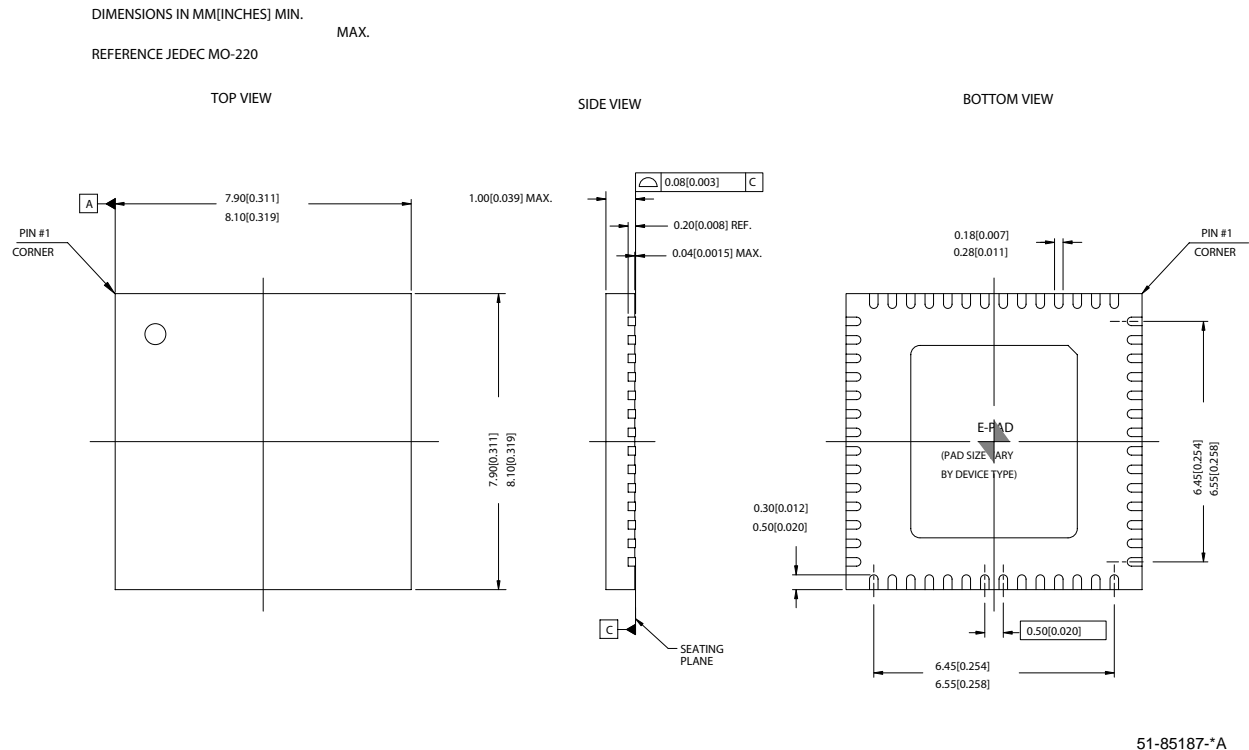 DIMENSIONS IN MM[INCHES] MIN.
MAX.
REFERENCE JEDEC MO-220
TOP VIEW
SIDE VIEW
BOTTOM VIEW
A
7.90[0.311]
8.10[0.319]
PIN #1
CORNER
7.90[0.311]
8.10[0.319]
1.00[0.039] MAX.
0.08[0.003] C
0.20[0.008] REF.
0.04[0.0015] MAX.
C
SEATING
PLANE
0.18[0.007]
0.28[0.011]
PIN #1
CORNER
E-PAD
(PAD SIZE VARY
BY DEVICE TYPE)
6.45[0.254]
6.55[0.258]
0.30[0.012]
0.50[0.020]
0.50[0.020]
6.45[0.254]
6.55[0.258]
51-85187-*A